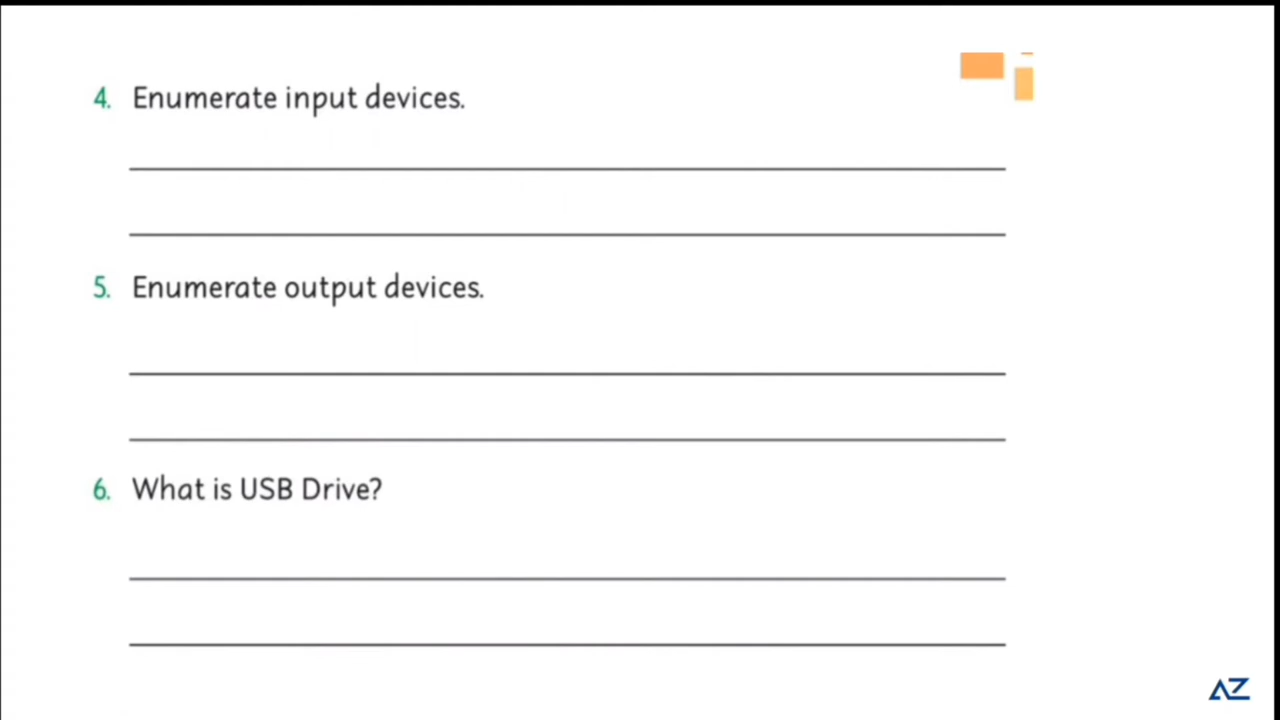 4. Enumerate input devices.
5. Enumerate output devices.
6. What is USB Drive?
AZ